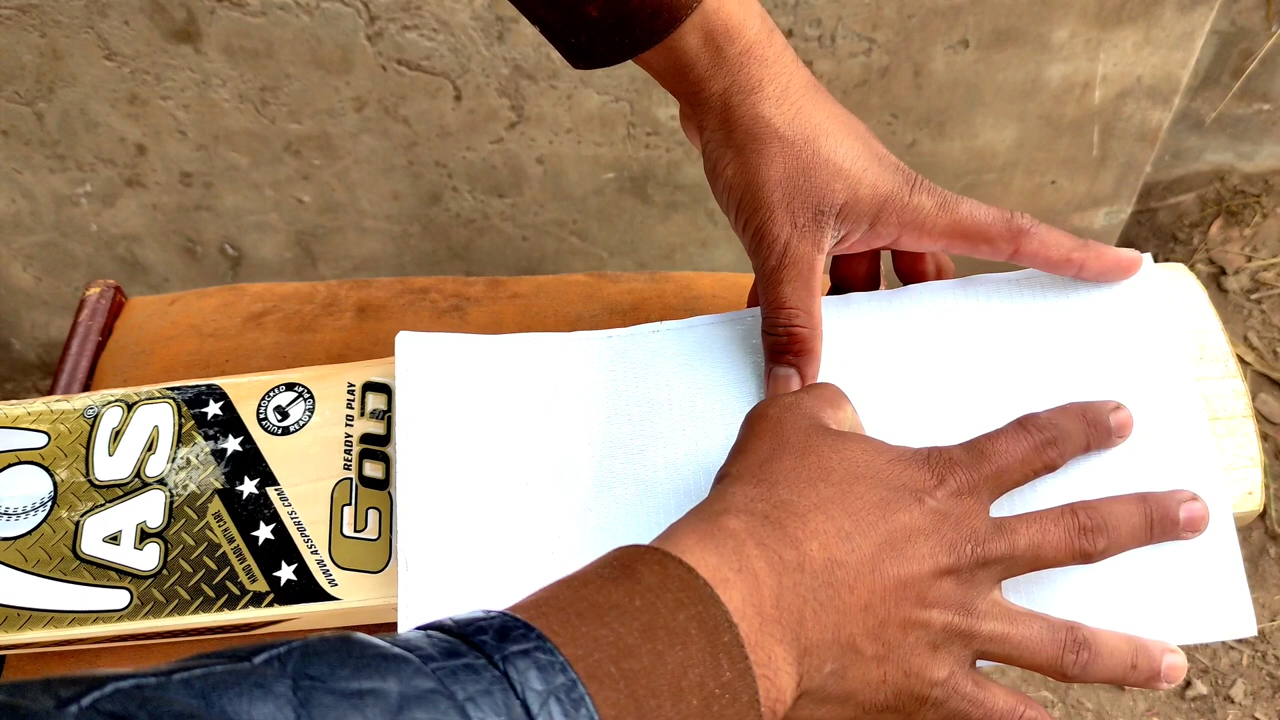 AS
®
HAND MADE WITH CARE
WWW.ASSPORTS.COM
FULLY KNOCKED
READY TO PLAY
READY TO PLAY
GOLD